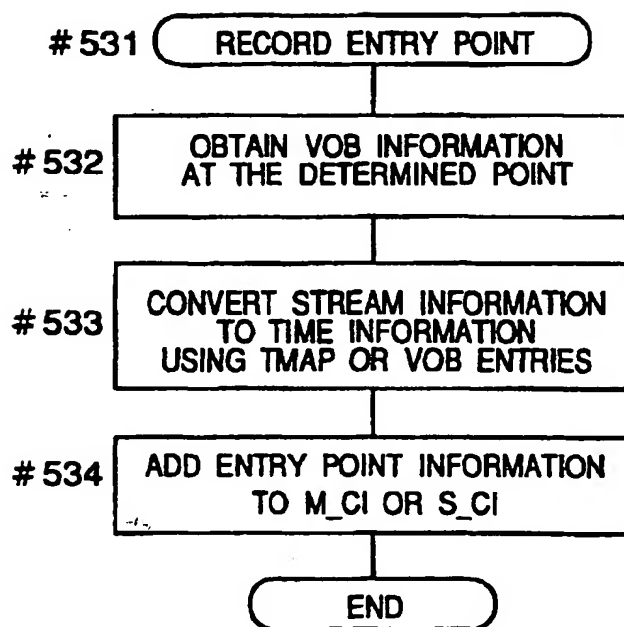 #531 RECORD ENTRY POINT
#532 OBTAIN VOB INFORMATION
AT THE DETERMINED POINT
#533 CONVERT STREAM INFORMATION
TO TIME INFORMATION
USING TMAP OR VOB ENTRIES
#534 ADD ENTRY POINT INFORMATION
TO M_CI OR S_CI
END